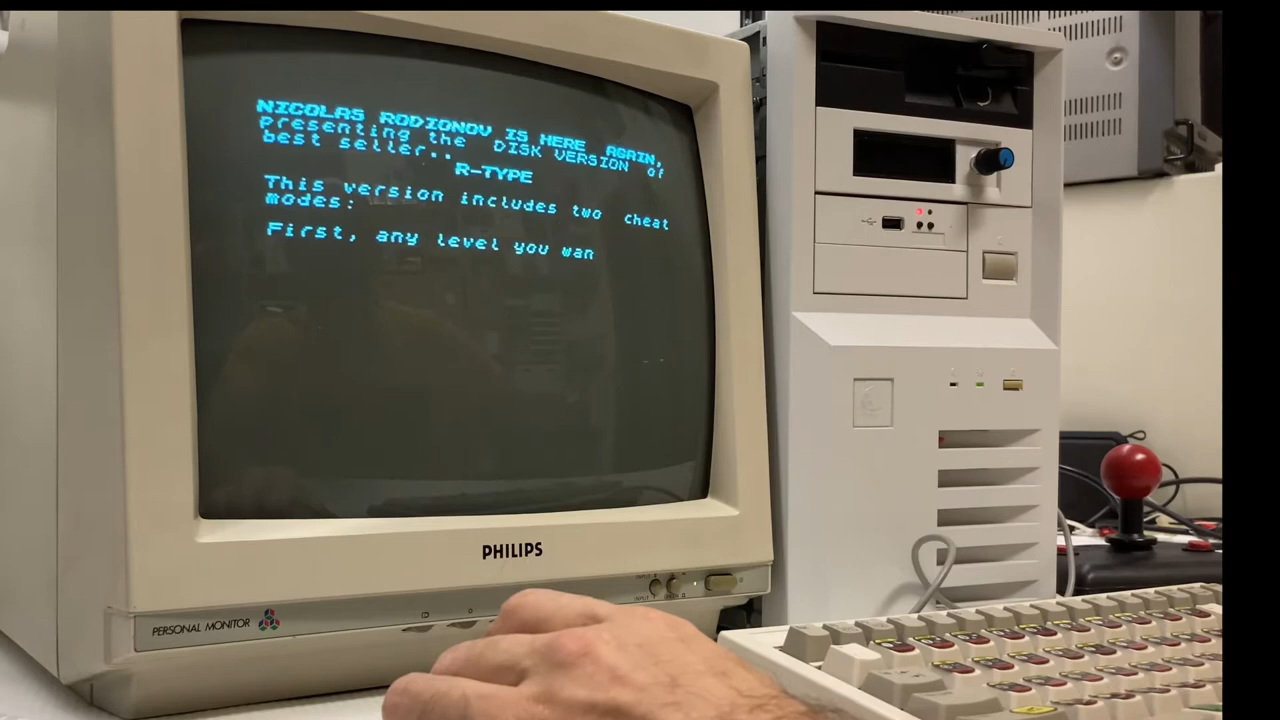 NICOLAS RODIONOV IS HERE AGAIN,
Presenting the DISK VERSION of
best seller...
R-TYPE
This version includes two cheat
modes:
First, any level you wan
PHILIPS
PERSONAL MONITOR